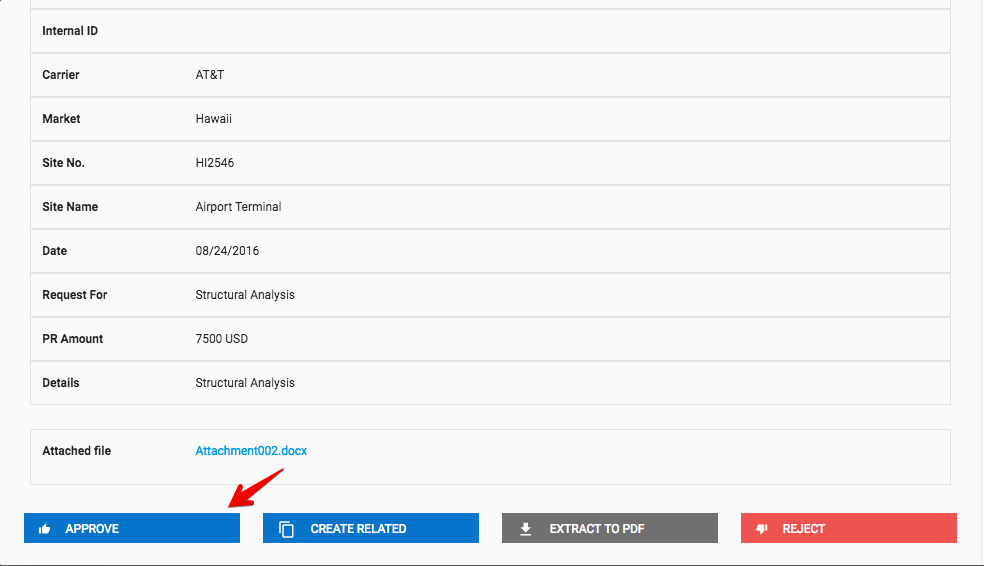 Internal ID
Carrier AT&T
Market Hawaii
Site No. HI2546
Site Name Airport Terminal
Date 08/24/2016
Request For Structural Analysis
PR Amount 7500 USD
Details Structural Analysis
Attached file Attachment002.docx
APPROVE CREATE RELATED EXTRACT TO PDF REJECT